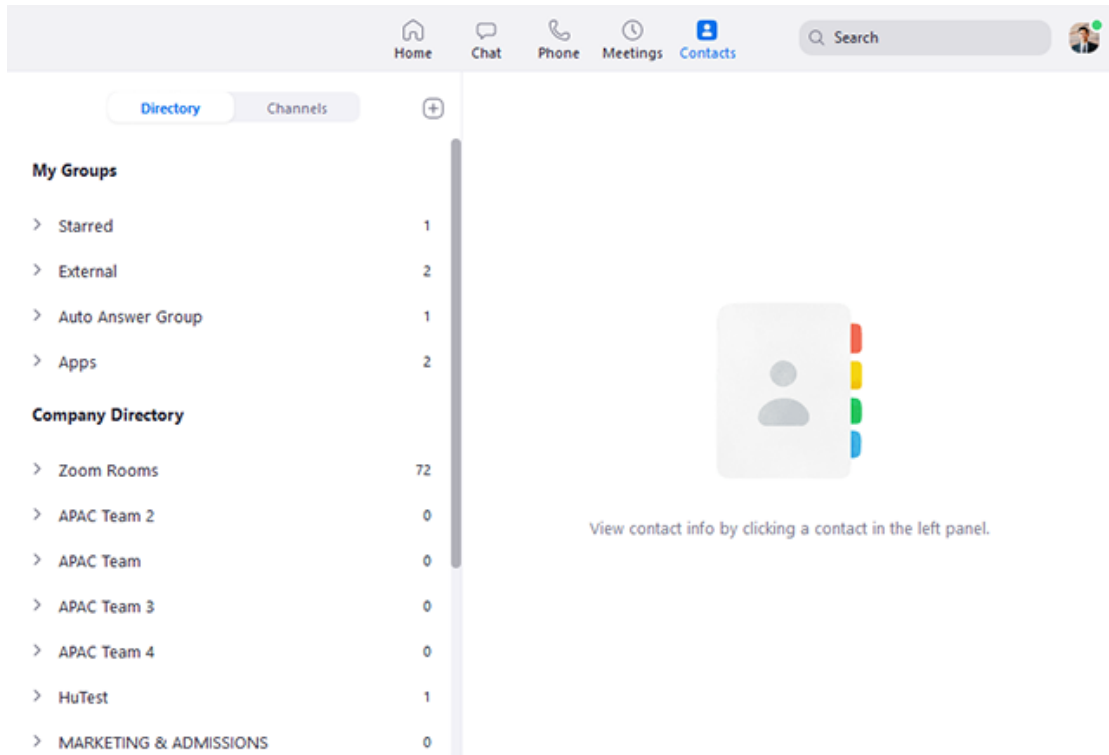 Home Chat Phone Meetings Contacts Search
Directory Channels
My Groups
Starred 1
External 2
Auto Answer Group 1
Apps 2
Company Directory
Zoom Rooms 72
APAC Team 2 0
APAC Team 0
APAC Team 3 0
APAC Team 4 0
HuTest 1
MARKETING & ADMISSIONS 0
View contact info by clicking a contact in the left panel.